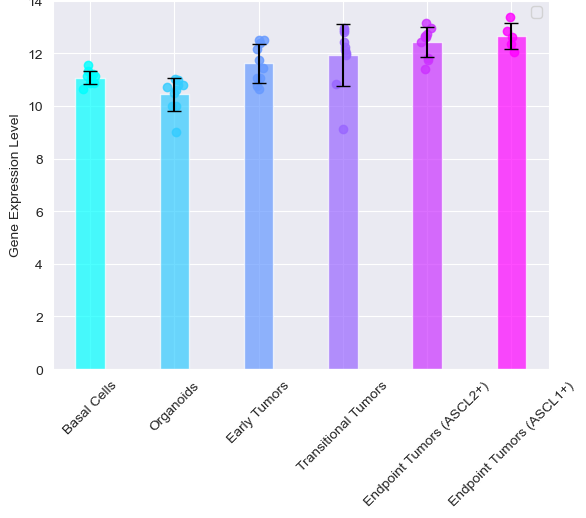 Gene Expression Level
14
12
10
8
6
4
2
0
Basal Cells
Organoids
Early Tumors
Transitional Tumors
Endpoint Tumors (ASCL2+)
Endpoint Tumors (ASCL1+)